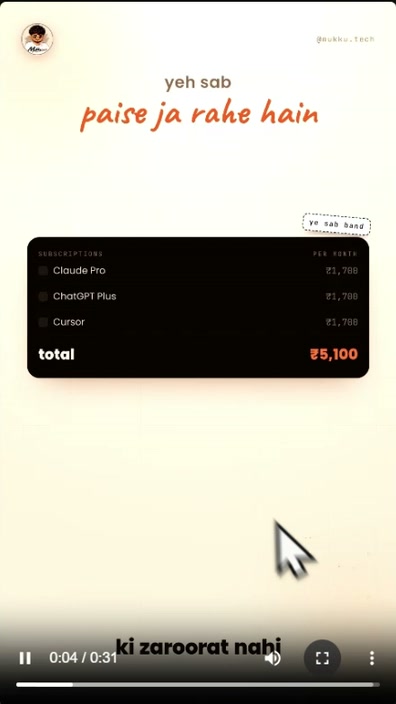 @mukku.tech
yeh sab
paise ja rahe hain
ye sab band
SUBSCRIPTIONS PER MONTH
Claude Pro ₹1,700
ChatGPT Plus ₹1,700
Cursor ₹1,700
total ₹5,100
ki zaroorat nahi
0:04 / 0:31